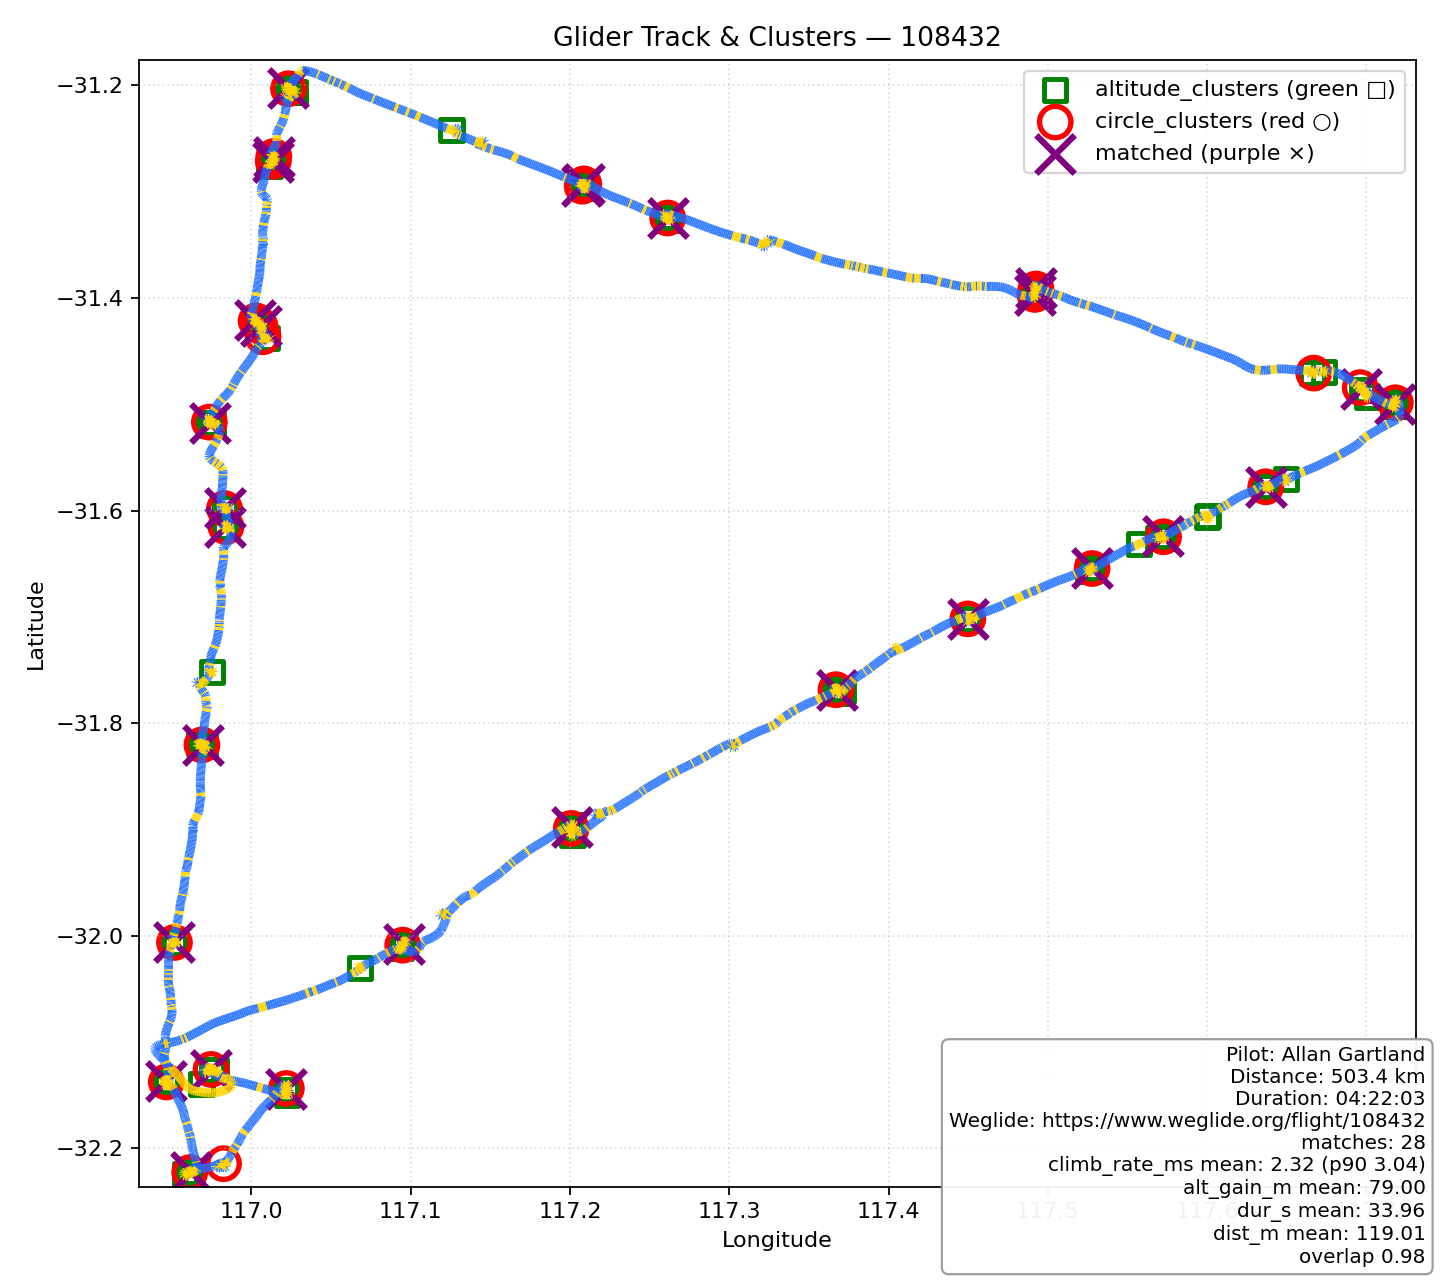 Glider Track & Clusters — 108432
altitude_clusters (green □)
circle_clusters (red ○)
matched (purple ×)
−31.2
−31.4
−31.6
−31.8
−32.0
−32.2
Latitude
117.0
117.1
117.2
117.3
117.4
117.5
117.6
Longitude
Pilot: Allan Gartland
Distance: 503.4 km
Duration: 04:22:03
Weglide: https://www.weglide.org/flight/108432
matches: 28
climb_rate_ms mean: 2.32 (p90 3.04)
alt_gain_m mean: 79.00
dur_s mean: 33.96
dist_m mean: 119.01
overlap 0.98